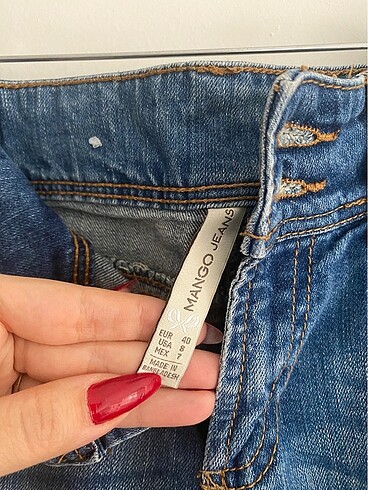 MANGO JEANS
EUR 40
USA 8
MEX 7
MADE IN
BANGLADESH